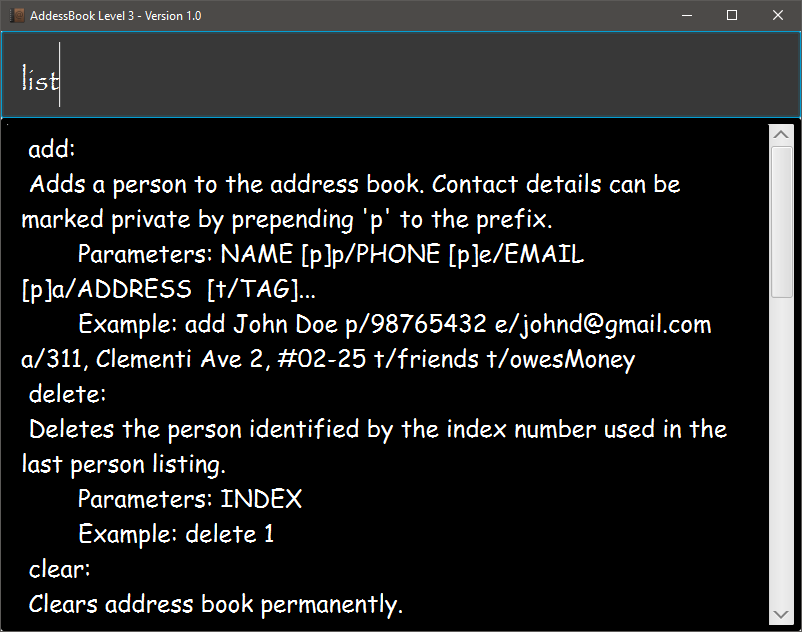 AddessBook Level 3 - Version 1.0
list
add:
Adds a person to the address book. Contact details can be
marked private by prepending 'p' to the prefix.
Parameters: NAME [p]p/PHONE [p]e/EMAIL
[p]a/ADDRESS  [t/TAG]...
Example: add John Doe p/98765432 e/johnd@gmail.com
a/311, Clementi Ave 2, #02-25 t/friends t/owesMoney
delete:
Deletes the person identified by the index number used in the
last person listing.
Parameters: INDEX
Example: delete 1
clear:
Clears address book permanently.